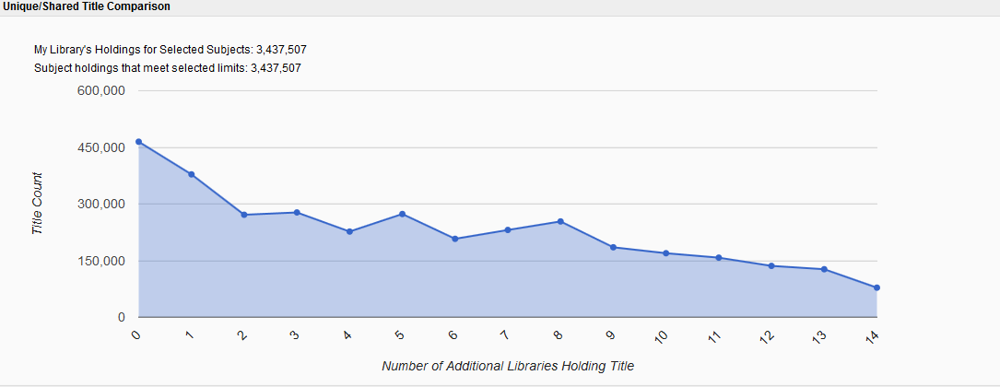 Unique/Shared Title Comparison
My Library's Holdings for Selected Subjects: 3,437,507
Subject holdings that meet selected limits: 3,437,507
600,000
450,000
300,000
150,000
0
Title Count
0 1 2 3 4 5 6 7 8 9 10 11 12 13 14
Number of Additional Libraries Holding Title